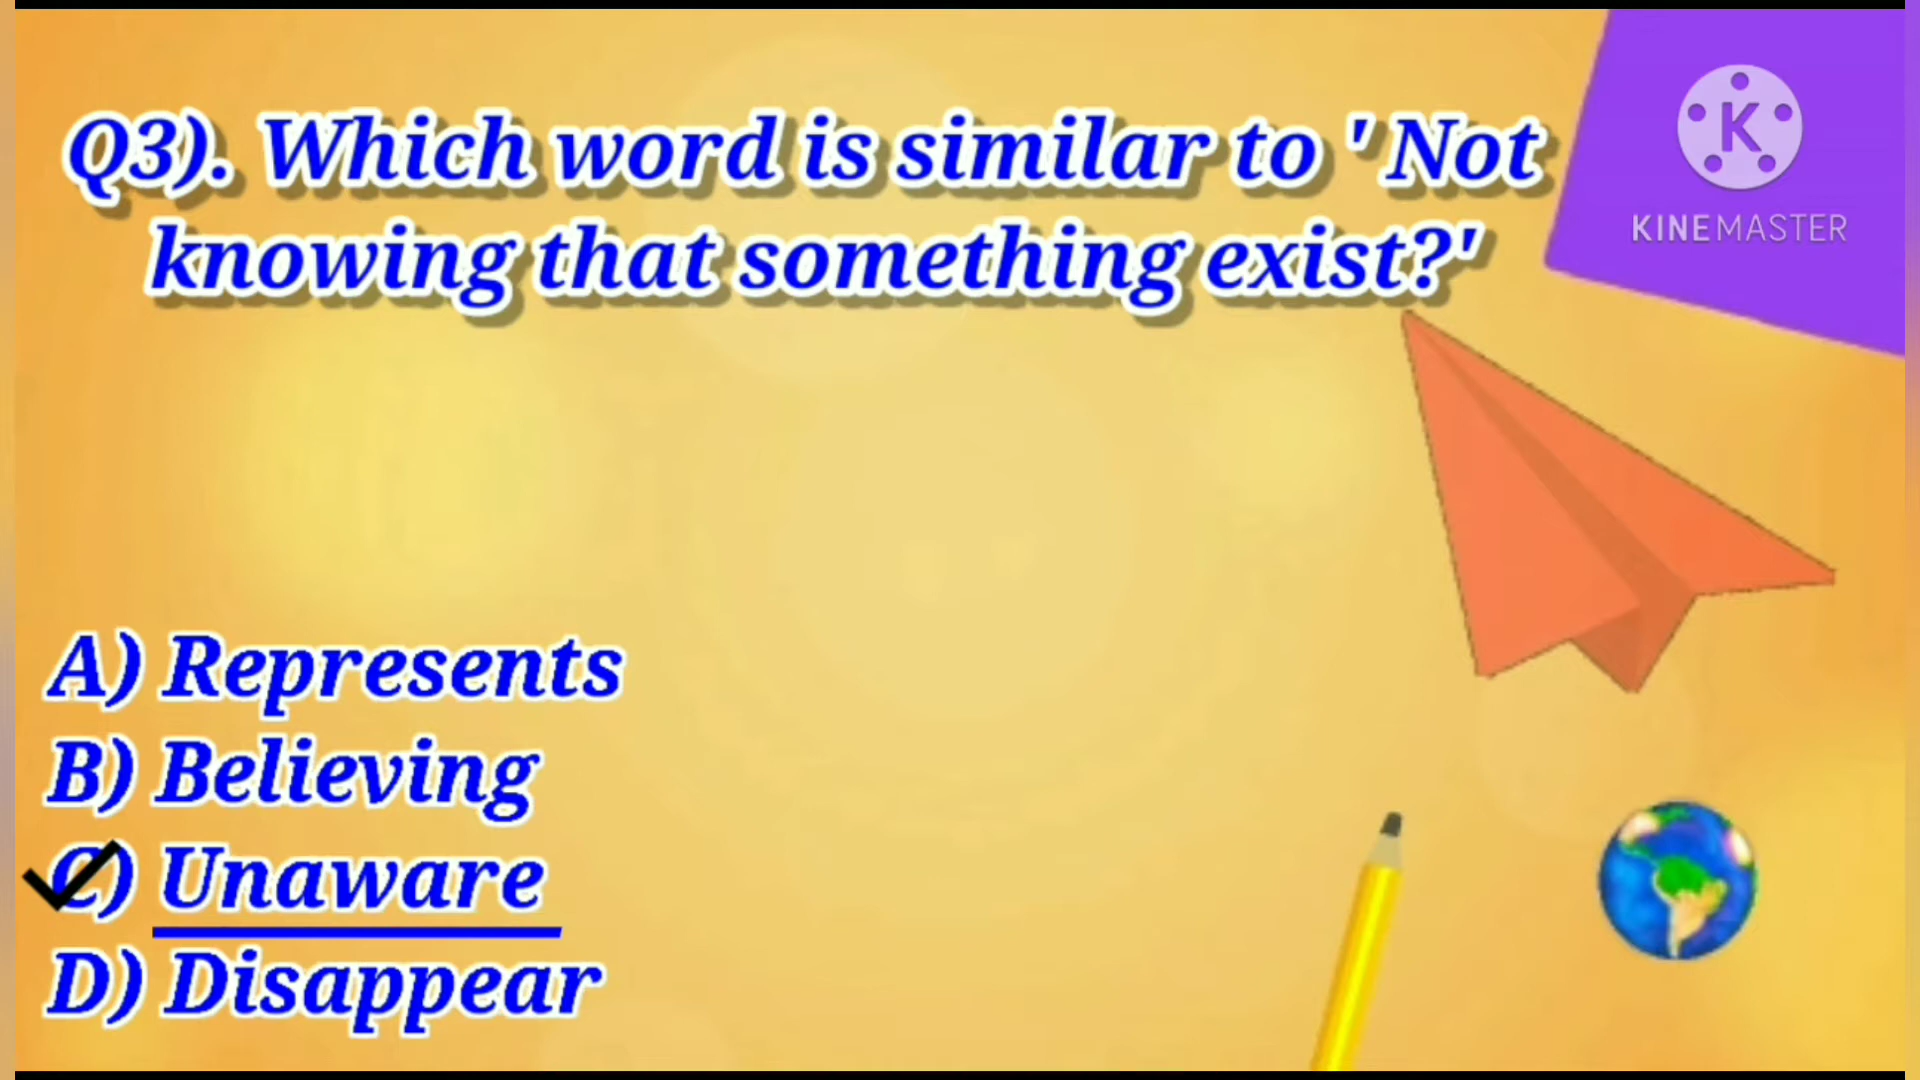 Q3). Which word is similar to ' Not
knowing that something exist?'
K
KINEMASTER
A) Represents
B) Believing
C) Unaware
D) Disappear